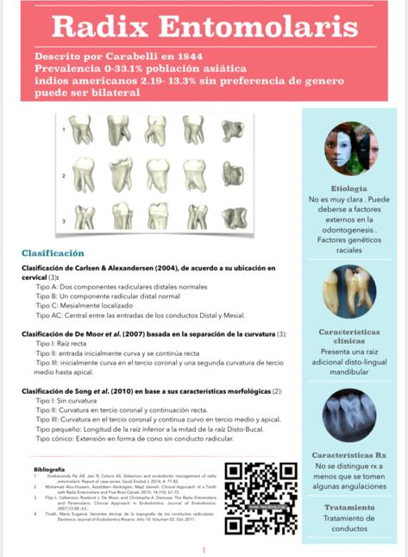 Radix Entomolaris
Descrito por Carabelli en 1844
Prevalencia 0-33.1% población asiática
indios americanos 2.19- 13.3% sin preferencia de genero
puede ser bilateral
1
2
3
Clasificación
Clasificación de Carlsen & Alexandersen (2004), de acuerdo a su ubicación en
cervical (3):
Tipo A: Dos componentes radiculares distales normales
Tipo B: Un componente radicular distal normal
Tipo C: Mesialmente localizado
Tipo AC: Central entre las entradas de los conductos Distal y Mesial.
Clasificación de De Moor et al. (2007) basada en la separación de la curvatura (3):
Tipo I: Raíz recta
Tipo II: entrada inicialmente curva y se continúa recta
Tipo III: inicialmente curva en el tercio coronal y una segunda curvatura de tercio
medio hasta apical.
Clasificación de Song et al. (2010) en base a sus características morfológicas (2):
Tipo I: Sin curvatura
Tipo II: Curvatura en tercio coronal y continuación recta.
Tipo III: Curvatura en el tercio coronal y continua curvo en tercio medio y apical.
Tipo pequeño: Longitud de la raíz inferior a la mitad de la raíz Disto-Bucal.
Tipo cónico: Extensión en forma de cono sin conducto radicular.
Etiología
No es muy clara . Puede
deberse a factores
externos en la
odontogenesis .
Factores genéticos
raciales
Características
clínicas
Presenta una raíz
adicional disto-lingual
mandibular
Características Rx
No se distingue rx a
menos que se tomen
algunas angulaciones
Tratamiento
Tratamiento de
conductos
Bibliografia
1.
2.
3.
4.
1